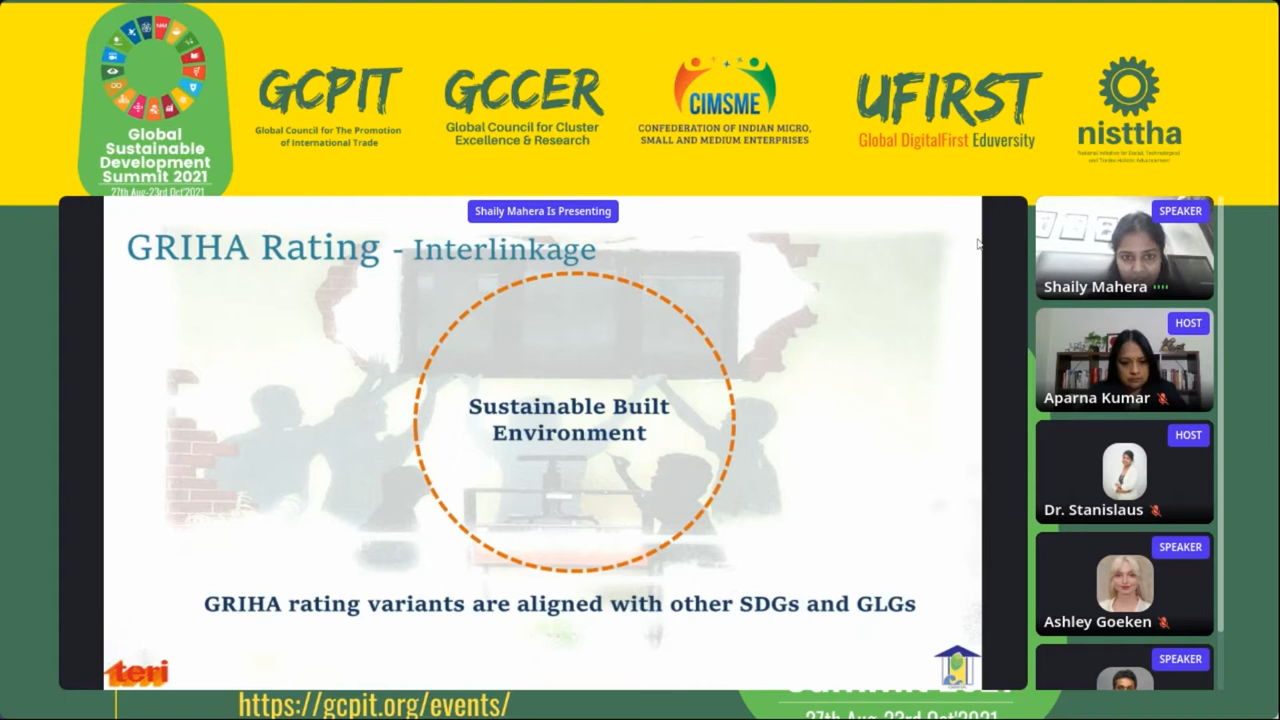 Global
Sustainable
Development
Summit 2021
27th Aug-23rd Oct'2021
GCPIT
Global Council for The Promotion
of International Trade
GCCER
Global Council for Cluster
Excellence & Research
CIMSME
CONFEDERATION OF INDIAN MICRO,
SMALL AND MEDIUM ENTERPRISES
UFIRST
Global DigitalFirst Eduversity
nisttha
Shaily Mahera Is Presenting
GRIHA Rating - Interlinkage
Sustainable Built
Environment
GRIHA rating variants are aligned with other SDGs and GLGs
teri
SPEAKER
Shaily Mahera
HOST
Aparna Kumar
HOST
Dr. Stanislaus
SPEAKER
Ashley Goeken
SPEAKER
https://gcpit.org/events/
27th Aug-23rd Oct'2021